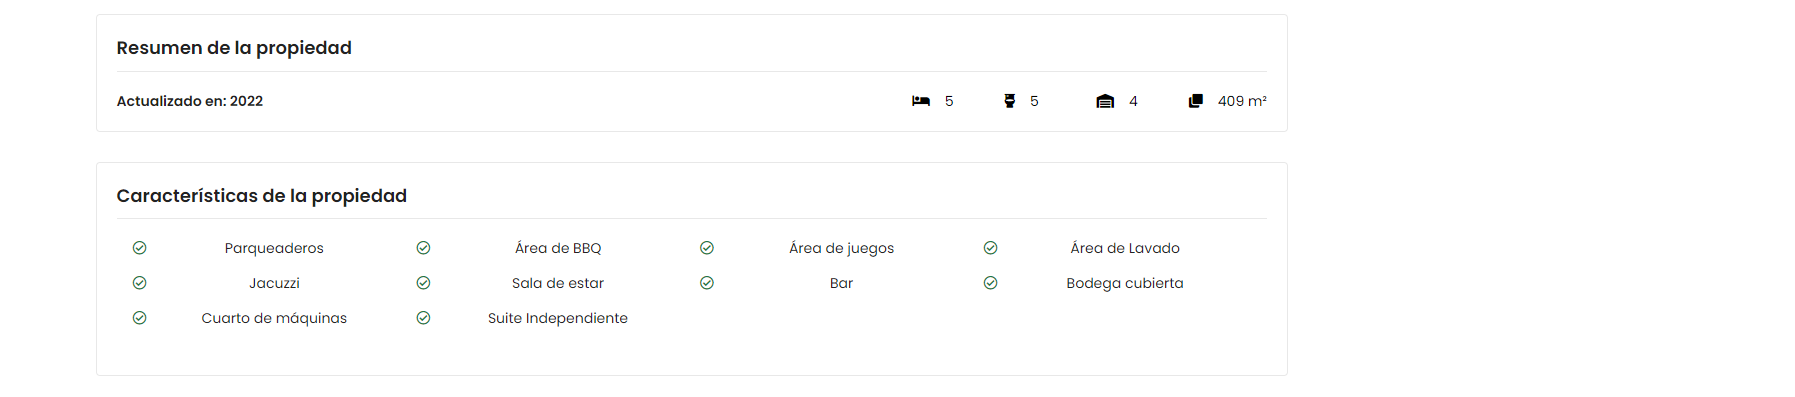 Resumen de la propiedad
Actualizado en: 2022 5 5 4 409 m²
Características de la propiedad
Parqueaderos Área de BBQ Área de juegos Área de Lavado
Jacuzzi Sala de estar Bar Bodega cubierta
Cuarto de máquinas Suite Independiente